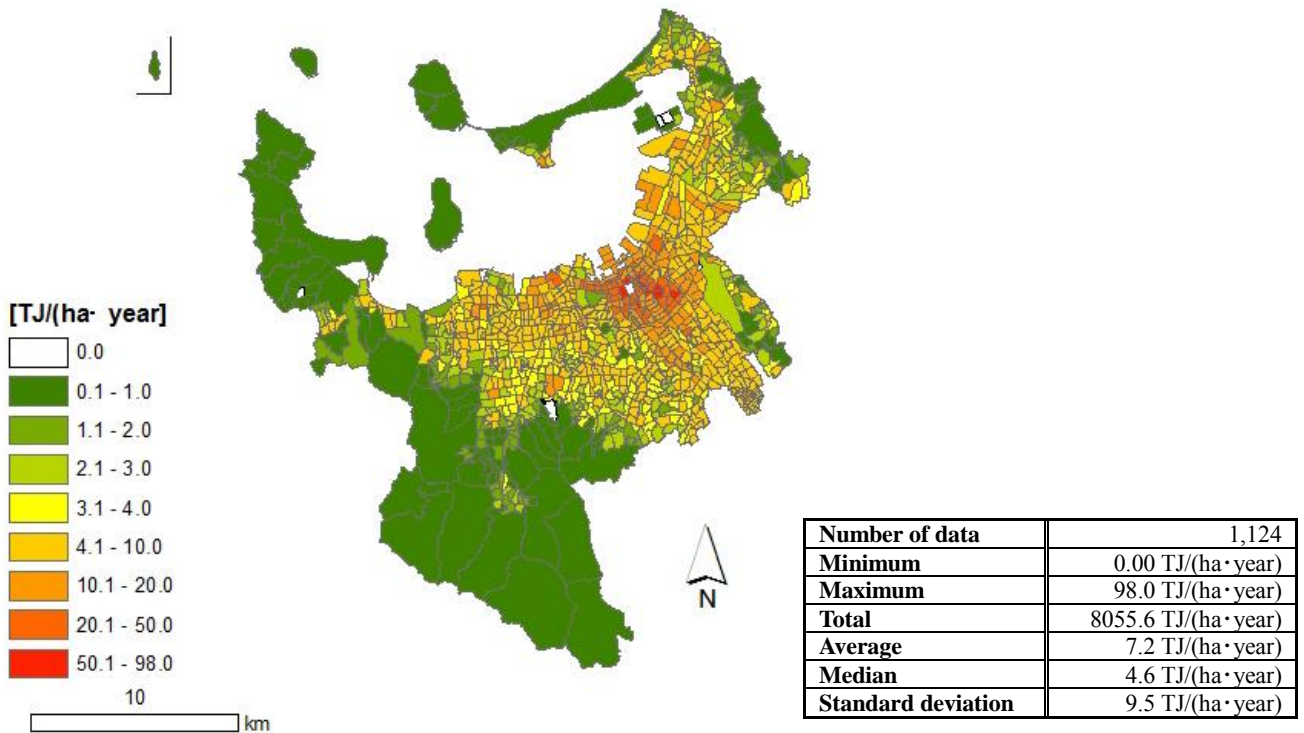 [TJ/(ha· year]
0.0
0.1 - 1.0
1.1 - 2.0
2.1 - 3.0
3.1 - 4.0
4.1 - 10.0
10.1 - 20.0
20.1 - 50.0
50.1 - 98.0
10
km
N
Number of data 1,124
Minimum 0.00 TJ/(ha・year)
Maximum 98.0 TJ/(ha・year)
Total 8055.6 TJ/(ha・year)
Average 7.2 TJ/(ha・year)
Median 4.6 TJ/(ha・year)
Standard deviation 9.5 TJ/(ha・year)